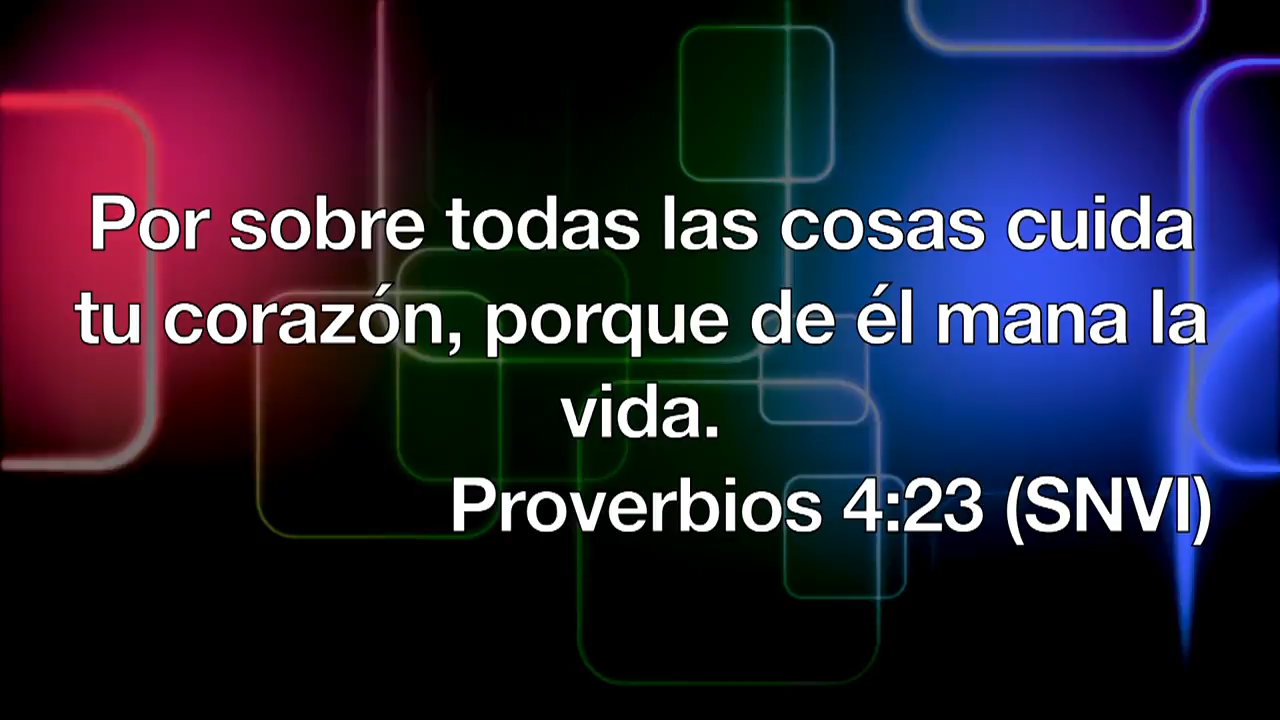 Por sobre todas las cosas cuida
tu corazón, porque de él mana la
vida.
Proverbios 4:23 (SNVI)